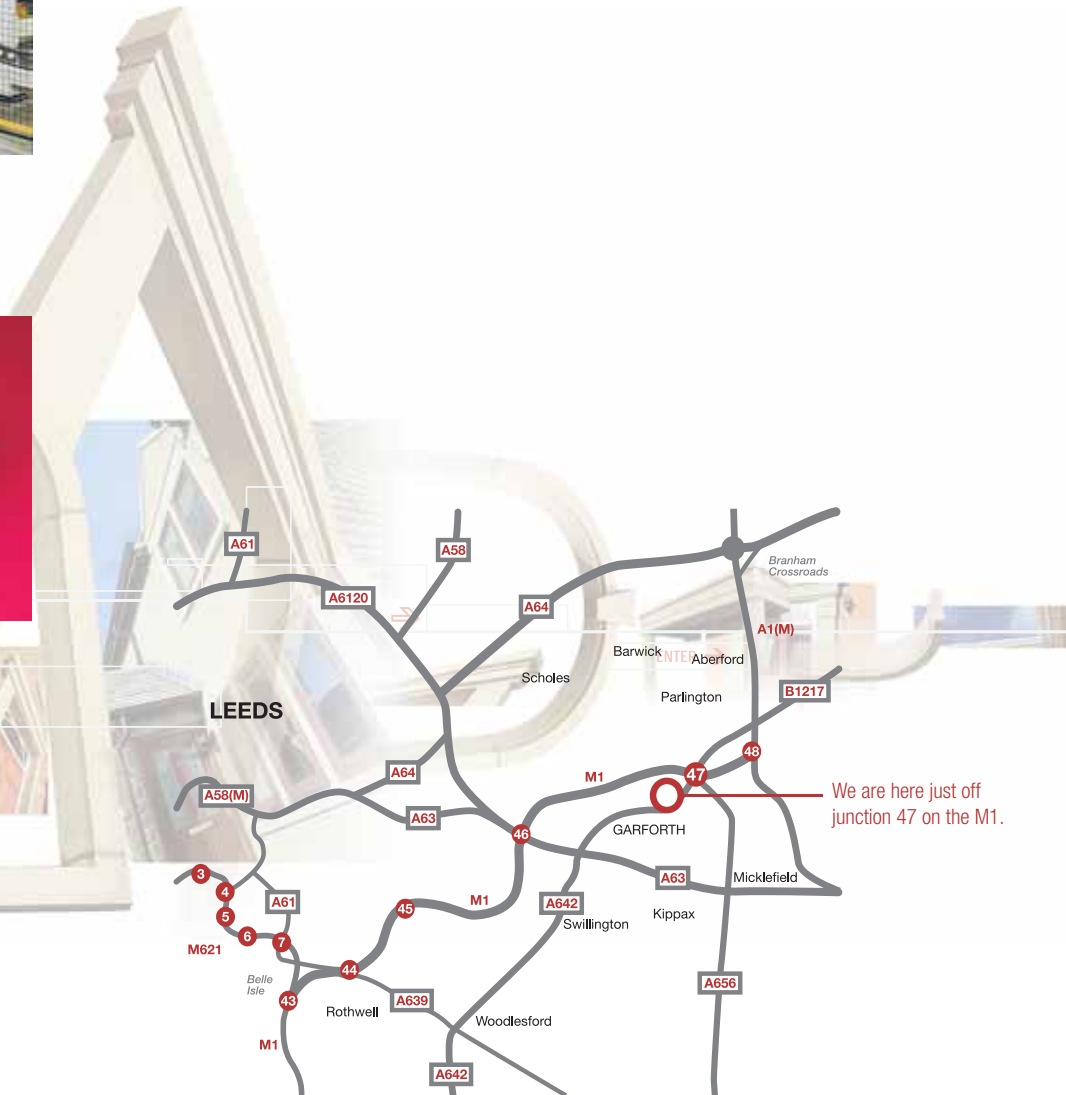 A61
A58
Branham
Crossroads
A6120
A64
A1(M)
Barwick
ENTER
Aberford
Scholes
Parlington
B1217
LEEDS
48
A64
M1
47
A58(M)
We are here just off
junction 47 on the M1.
A63
GARFORTH
46
3
A63
Micklefield
4
A61
M1
45
A642
Kippax
5
Swillington
6
7
M621
44
Belle
Isle
A656
43
A639
Rothwell
Woodlesford
M1
A642